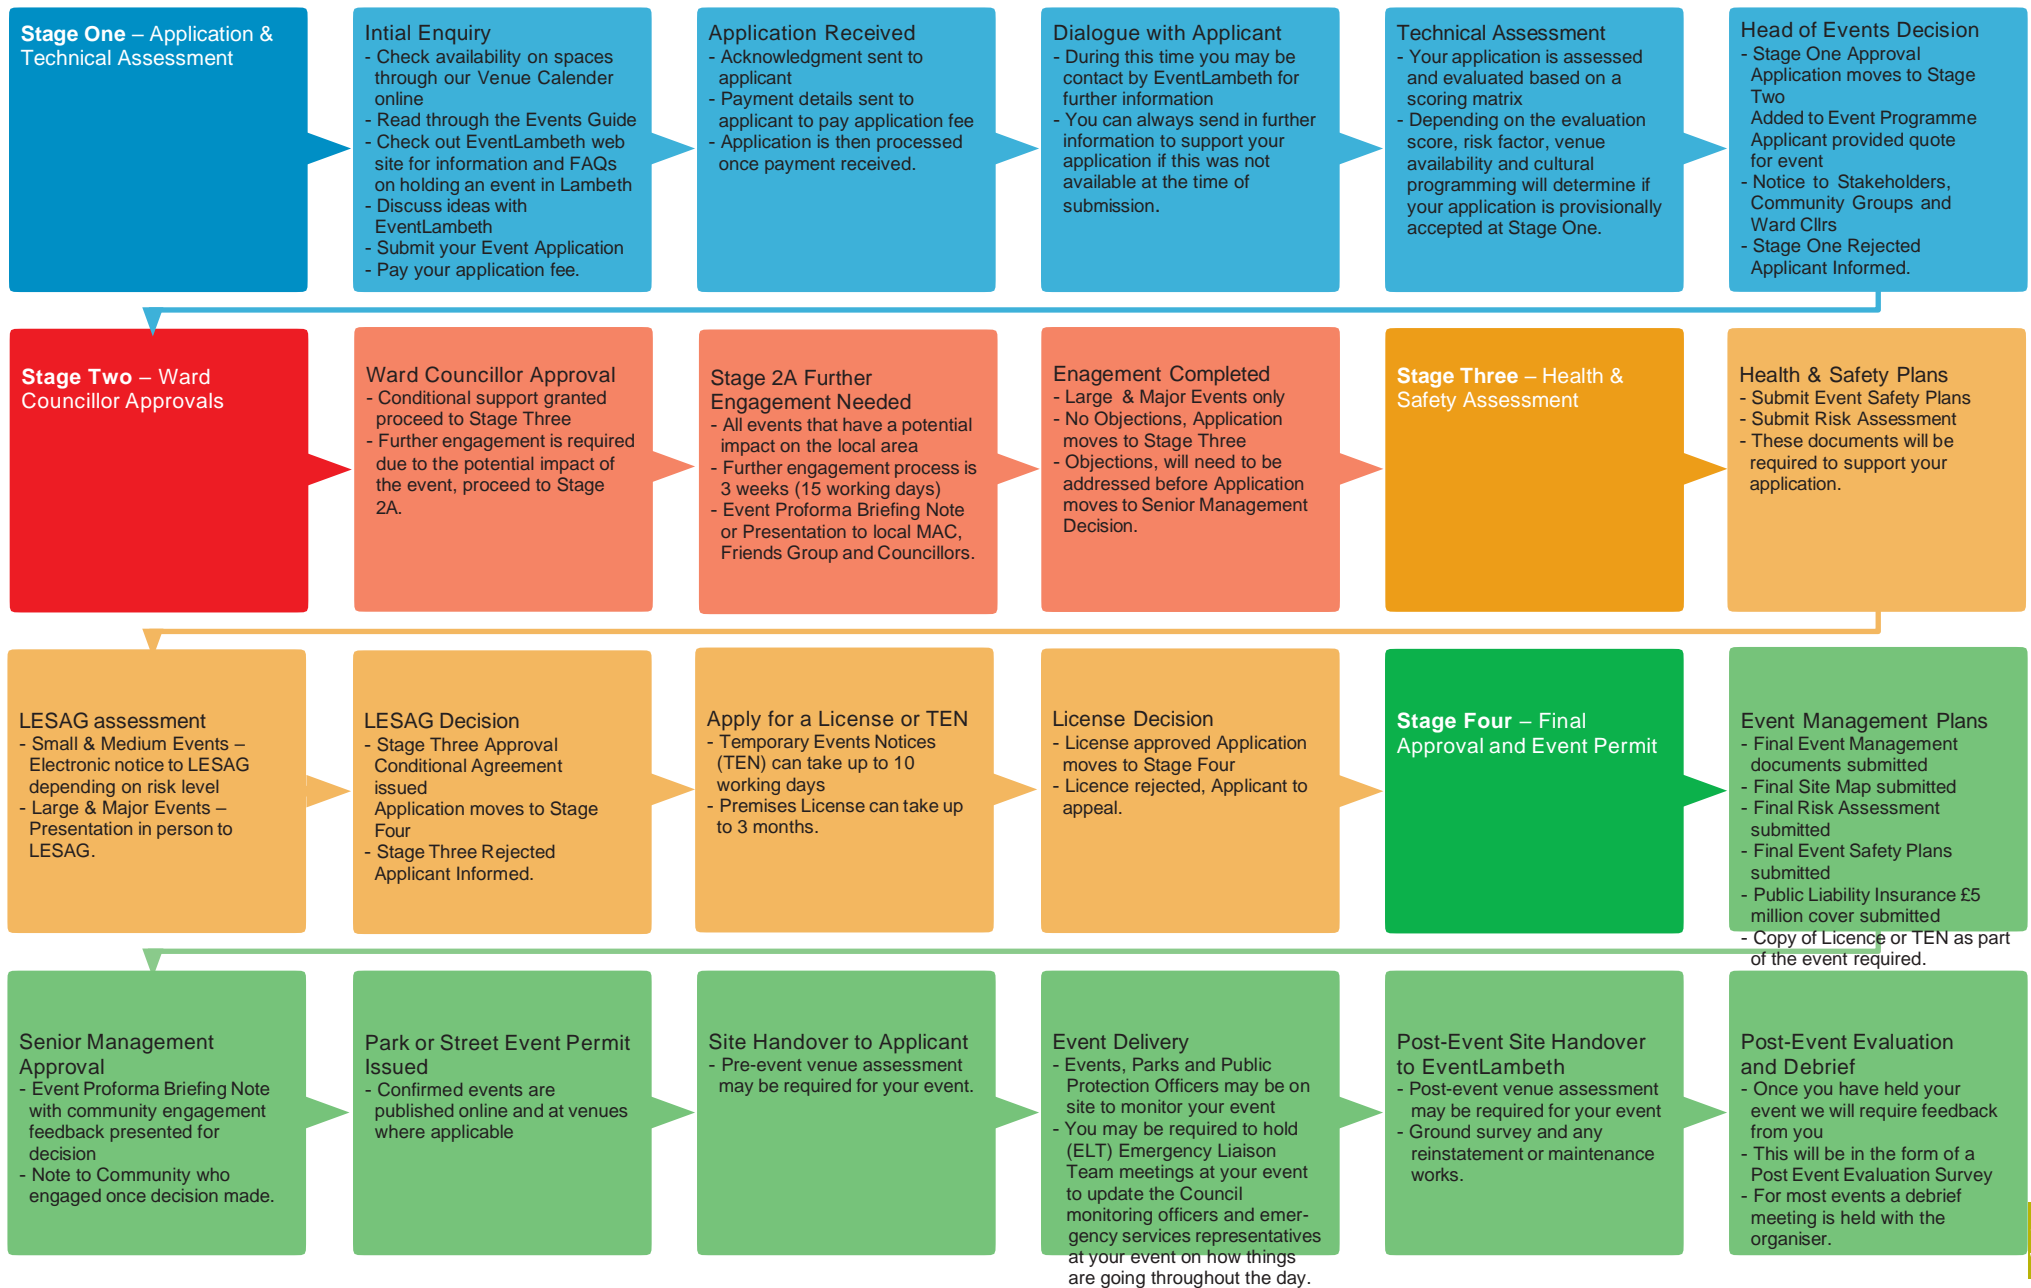 Stage One – Application &
Technical Assessment
Intial Enquiry
- Check availability on spaces
through our Venue Calender
online
- Read through the Events Guide
- Check out EventLambeth web
site for information and FAQs
on holding an event in Lambeth
- Discuss ideas with
EventLambeth
- Submit your Event Application
- Pay your application fee.
Application Received
- Acknowledgment sent to
applicant
- Payment details sent to
applicant to pay application fee
- Application is then processed
once payment received.
Dialogue with Applicant
- During this time you may be
contact by EventLambeth for
further information
- You can always send in further
information to support your
application if this was not
available at the time of
submission.
Technical Assessment
- Your application is assessed
and evaluated based on a
scoring matrix
- Depending on the evaluation
score, risk factor, venue
availability and cultural
programming will determine if
your application is provisionally
accepted at Stage One.
Head of Events Decision
- Stage One Approval
Application moves to Stage
Two
Added to Event Programme
Applicant provided quote
for event
- Notice to Stakeholders,
Community Groups and
Ward Cllrs
- Stage One Rejected
Applicant Informed.
Stage Two – Ward
Councillor Approvals
Ward Councillor Approval
- Conditional support granted
proceed to Stage Three
- Further engagement is required
due to the potential impact of
the event, proceed to Stage
2A.
Stage 2A Further
Engagement Needed
- All events that have a potential
impact on the local area
- Further engagement process is
3 weeks (15 working days)
- Event Proforma Briefing Note
or Presentation to local MAC,
Friends Group and Councillors.
Enagement Completed
- Large & Major Events only
- No Objections, Application
moves to Stage Three
- Objections, will need to be
addressed before Application
moves to Senior Management
Decision.
Stage Three – Health &
Safety Assessment
Health & Safety Plans
- Submit Event Safety Plans
- Submit Risk Assessment
- These documents will be
required to support your
application.
LESAG assessment
- Small & Medium Events –
Electronic notice to LESAG
depending on risk level
- Large & Major Events –
Presentation in person to
LESAG.
LESAG Decision
- Stage Three Approval
Conditional Agreement
issued
Application moves to Stage
Four
- Stage Three Rejected
Applicant Informed.
Apply for a License or TEN
- Temporary Events Notices
(TEN) can take up to 10
working days
- Premises License can take up
to 3 months.
License Decision
- License approved Application
moves to Stage Four
- Licence rejected, Applicant to
appeal.
Stage Four – Final
Approval and Event Permit
Event Management Plans
- Final Event Management
documents submitted
- Final Site Map submitted
- Final Risk Assessment
submitted
- Final Event Safety Plans
submitted
- Public Liability Insurance £5
million cover submitted
- Copy of Licence or TEN as part
of the event required.
Senior Management
Approval
- Event Proforma Briefing Note
with community engagement
feedback presented for
decision
- Note to Community who
engaged once decision made.
Park or Street Event Permit
Issued
- Confirmed events are
published online and at venues
where applicable
Site Handover to Applicant
- Pre-event venue assessment
may be required for your event.
Event Delivery
- Events, Parks and Public
Protection Officers may be on
site to monitor your event
- You may be required to hold
(ELT) Emergency Liaison
Team meetings at your event
to update the Council
monitoring officers and emer-
gency services representatives
at your event on how things
are going throughout the day.
Post-Event Site Handover
to EventLambeth
- Post-event venue assessment
may be required for your event
- Ground survey and any
reinstatement or maintenance
works.
Post-Event Evaluation
and Debrief
- Once you have held your
event we will require feedback
from you
- This will be in the form of a
Post Event Evaluation Survey
- For most events a debrief
meeting is held with the
organiser.